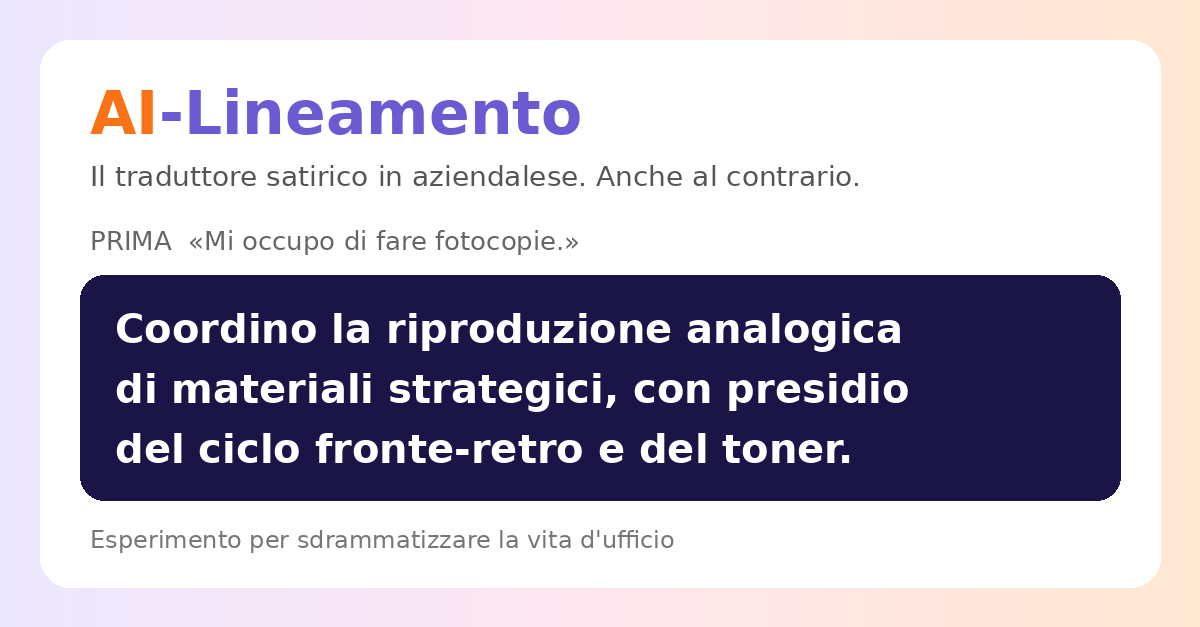 AI-Lineamento
Il traduttore satirico in aziendalese. Anche al contrario.
PRIMA «Mi occupo di fare fotocopie.»
Coordino la riproduzione analogica
di materiali strategici, con presidio
del ciclo fronte-retro e del toner.
Esperimento per sdrammatizzare la vita d'ufficio